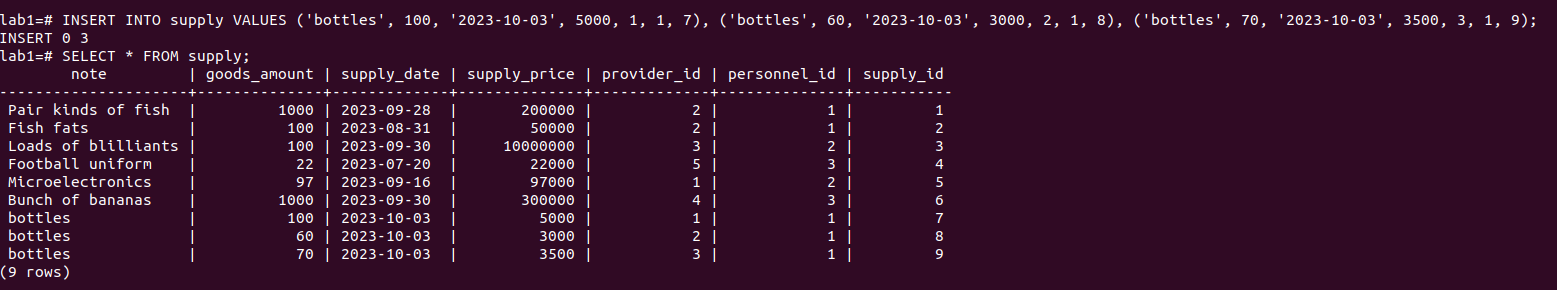 lab1=# INSERT INTO supply VALUES ('bottles', 100, '2023-10-03', 5000, 1, 1, 7), ('bottles', 60, '2023-10-03', 3000, 2, 1, 8), ('bottles', 70, '2023-10-03', 3500, 3, 1, 9);
INSERT 0 3
lab1=# SELECT * FROM supply;
        note         | goods_amount | supply_date | supply_price | provider_id | personnel_id | supply_id
---------------------+--------------+-------------+--------------+-------------+--------------+-----------
 Pair kinds of fish  |         1000 | 2023-09-28  |       200000 |           2 |            1 |         1
 Fish fats           |          100 | 2023-08-31  |        50000 |           2 |            1 |         2
 Loads of blilliants |          100 | 2023-09-30  |     10000000 |           3 |            2 |         3
 Football uniform    |           22 | 2023-07-20  |        22000 |           5 |            3 |         4
 Microelectronics    |           97 | 2023-09-16  |        97000 |           1 |            2 |         5
 Bunch of bananas    |         1000 | 2023-09-30  |       300000 |           4 |            3 |         6
 bottles             |          100 | 2023-10-03  |         5000 |           1 |            1 |         7
 bottles             |           60 | 2023-10-03  |         3000 |           2 |            1 |         8
 bottles             |           70 | 2023-10-03  |         3500 |           3 |            1 |         9
(9 rows)